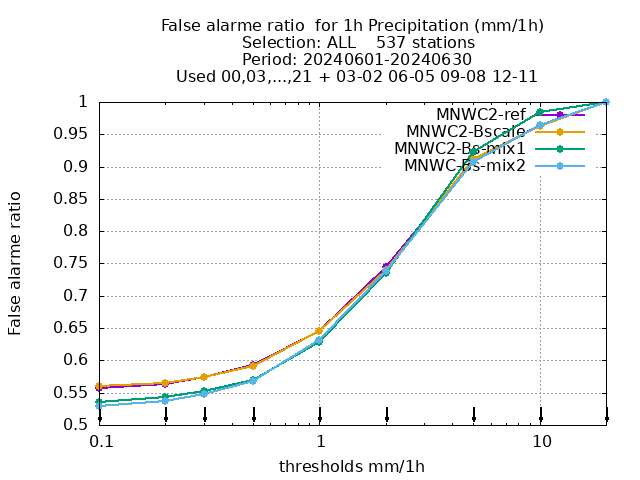 False alarme ratio  for 1h Precipitation (mm/1h)
Selection: ALL    537 stations
Period: 20240601-20240630
Used 00,03,...,21 + 03-02 06-05 09-08 12-11
MNWC2-ref
MNWC2-Bscale
MNWC2-Bs-mix1
MNWC-Bs-mix2
1
0.95
0.9
0.85
0.8
0.75
0.7
0.65
0.6
0.55
0.5
False alarme ratio
0.1 1 10
thresholds mm/1h